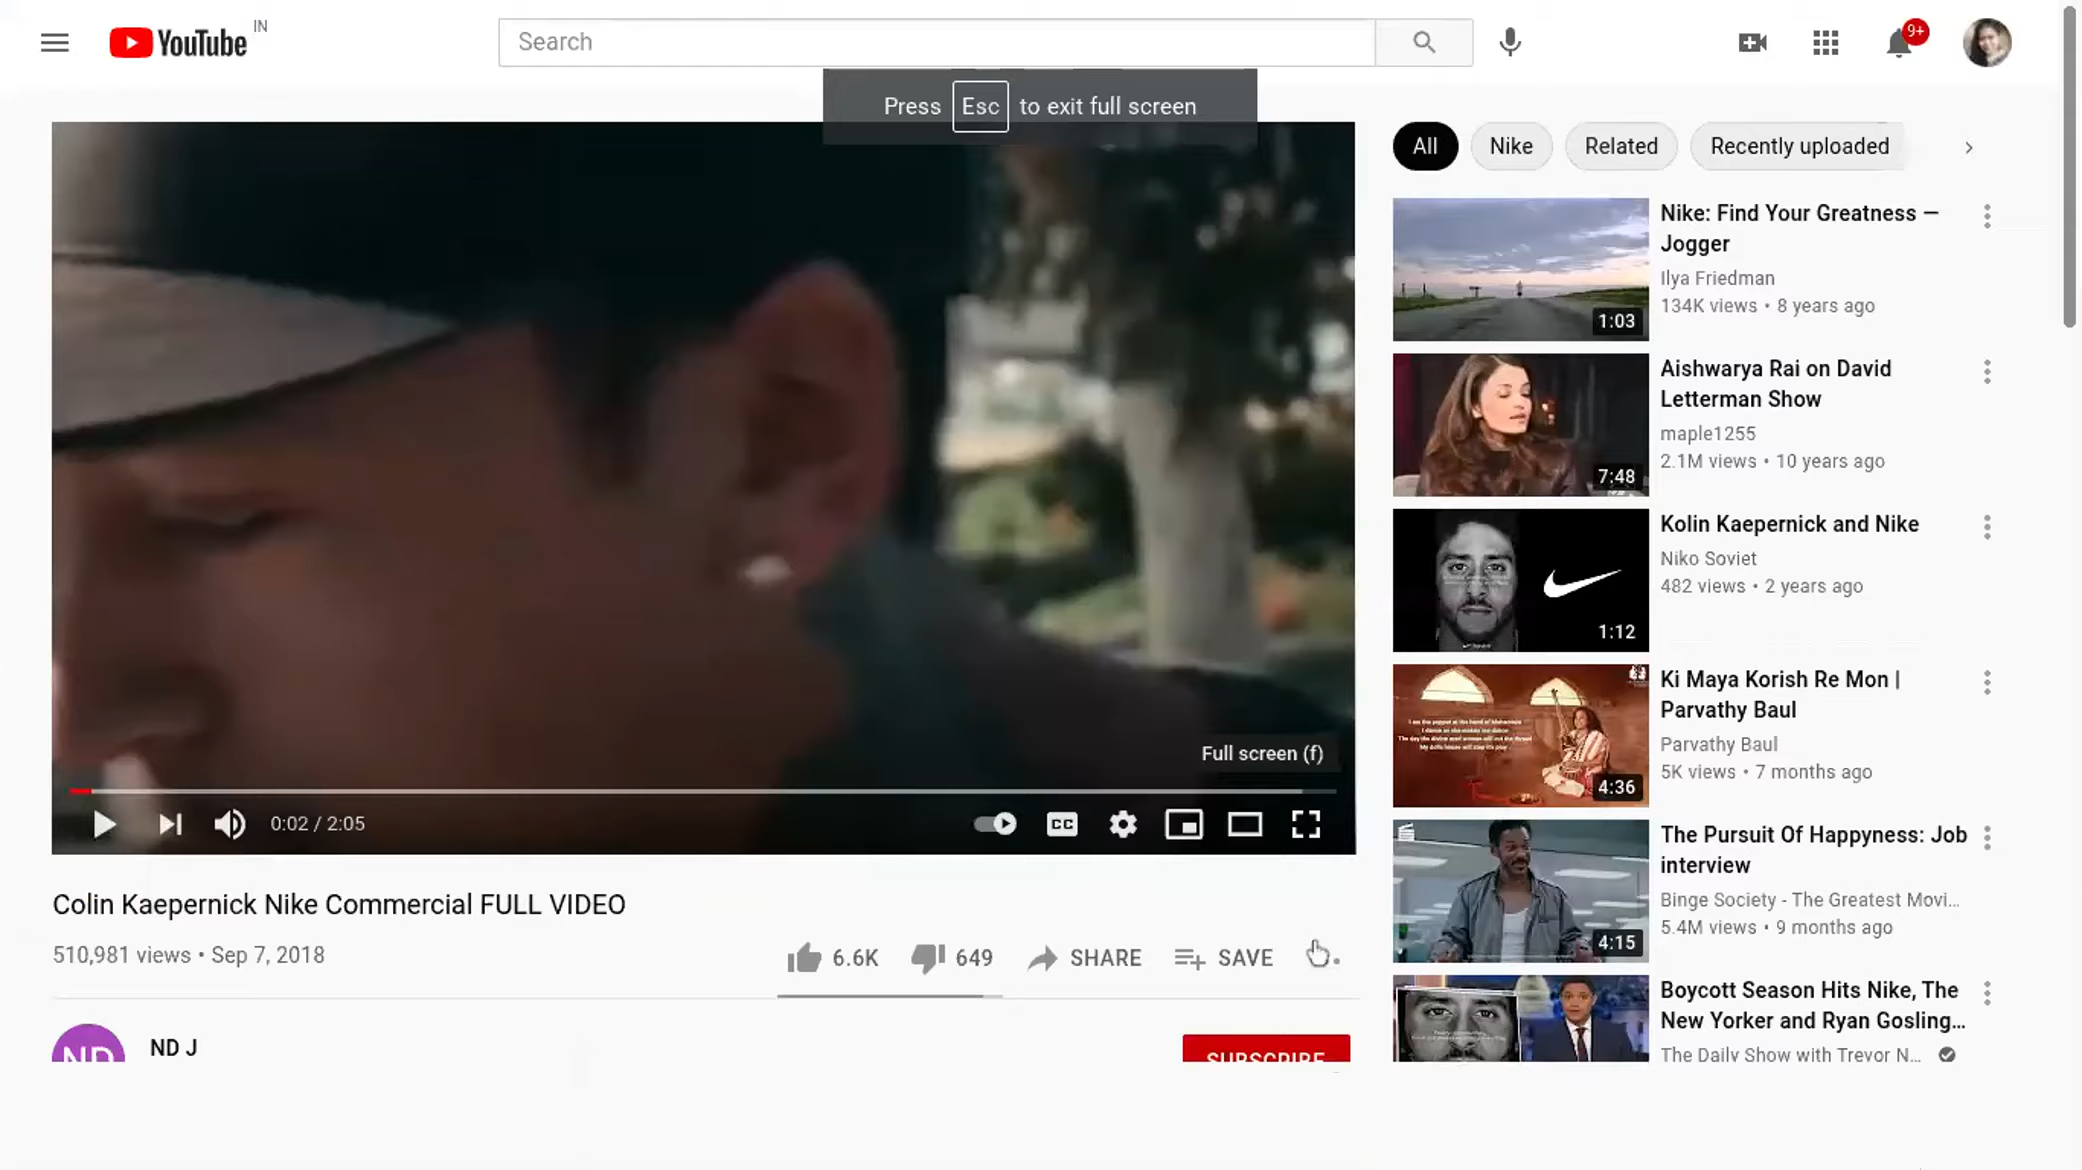 YouTube IN
Search
9+
Press Esc to exit full screen
All Nike Related Recently uploaded
Full screen (f)
0:02 / 2:05
CC
Colin Kaepernick Nike Commercial FULL VIDEO
510,981 views • Sep 7, 2018
6.6K 649 SHARE SAVE
ND ND J
SUBSCRIBE
1:03
Nike: Find Your Greatness —
Jogger
Ilya Friedman
134K views • 8 years ago
7:48
Aishwarya Rai on David
Letterman Show
maple1255
2.1M views • 10 years ago
1:12
Kolin Kaepernick and Nike
Niko Soviet
482 views • 2 years ago
4:36
Ki Maya Korish Re Mon |
Parvathy Baul
Parvathy Baul
5K views • 7 months ago
4:15
The Pursuit Of Happyness: Job
interview
Binge Society - The Greatest Movi...
5.4M views • 9 months ago
Boycott Season Hits Nike, The
New Yorker and Ryan Gosling...
The Daily Show with Trevor N...